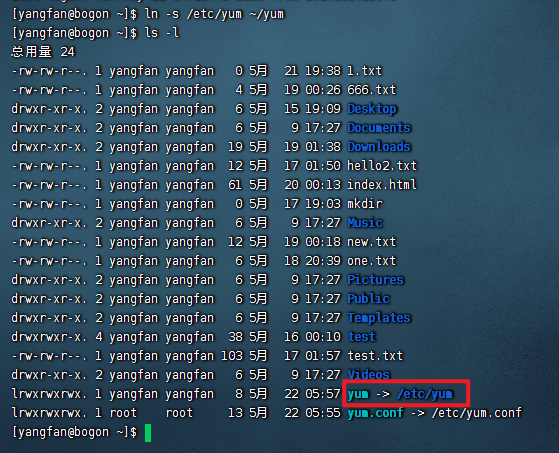 [yangfan@bogon ~]$ ln -s /etc/yum ~/yum
[yangfan@bogon ~]$ ls -l
总用量 24
-rw-rw-r--. 1 yangfan yangfan   0 5月  21 19:38 1.txt
-rw-rw-r--. 1 yangfan yangfan   4 5月  19 00:26 666.txt
drwxr-xr-x. 2 yangfan yangfan   6 5月  15 19:09 Desktop
drwxr-xr-x. 2 yangfan yangfan   6 5月   9 17:27 Documents
drwxr-xr-x. 2 yangfan yangfan  19 5月  19 01:38 Downloads
-rw-rw-r--. 1 yangfan yangfan  12 5月  17 01:50 hello2.txt
-rw-rw-r--. 1 yangfan yangfan  61 5月  20 00:13 index.html
-rw-rw-r--. 1 yangfan yangfan   0 5月  17 19:03 mkdir
drwxr-xr-x. 2 yangfan yangfan   6 5月   9 17:27 Music
-rw-rw-r--. 1 yangfan yangfan  12 5月  19 00:18 new.txt
-rw-rw-r--. 1 yangfan yangfan   6 5月  18 20:39 one.txt
drwxr-xr-x. 2 yangfan yangfan   6 5月   9 17:27 Pictures
drwxr-xr-x. 2 yangfan yangfan   6 5月   9 17:27 Public
drwxr-xr-x. 2 yangfan yangfan   6 5月   9 17:27 Templates
drwxrwxr-x. 4 yangfan yangfan  38 5月  16 00:10 test
-rw-rw-r--. 1 yangfan yangfan 103 5月  17 01:57 test.txt
drwxr-xr-x. 2 yangfan yangfan   6 5月   9 17:27 Videos
lrwxrwxrwx. 1 yangfan yangfan   8 5月  22 05:57 yum -> /etc/yum
lrwxrwxrwx. 1 root    root     13 5月  22 05:55 yum.conf -> /etc/yum.conf
[yangfan@bogon ~]$